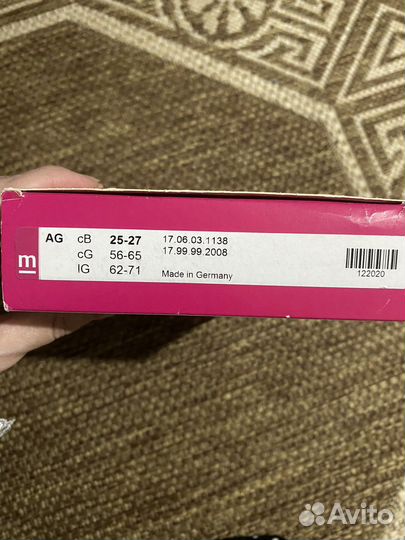 AG cB 25-27 17.06.03.1138
cG 56-65 17.99.99.2008
lG 62-71 Made in Germany
122020
m
Avito